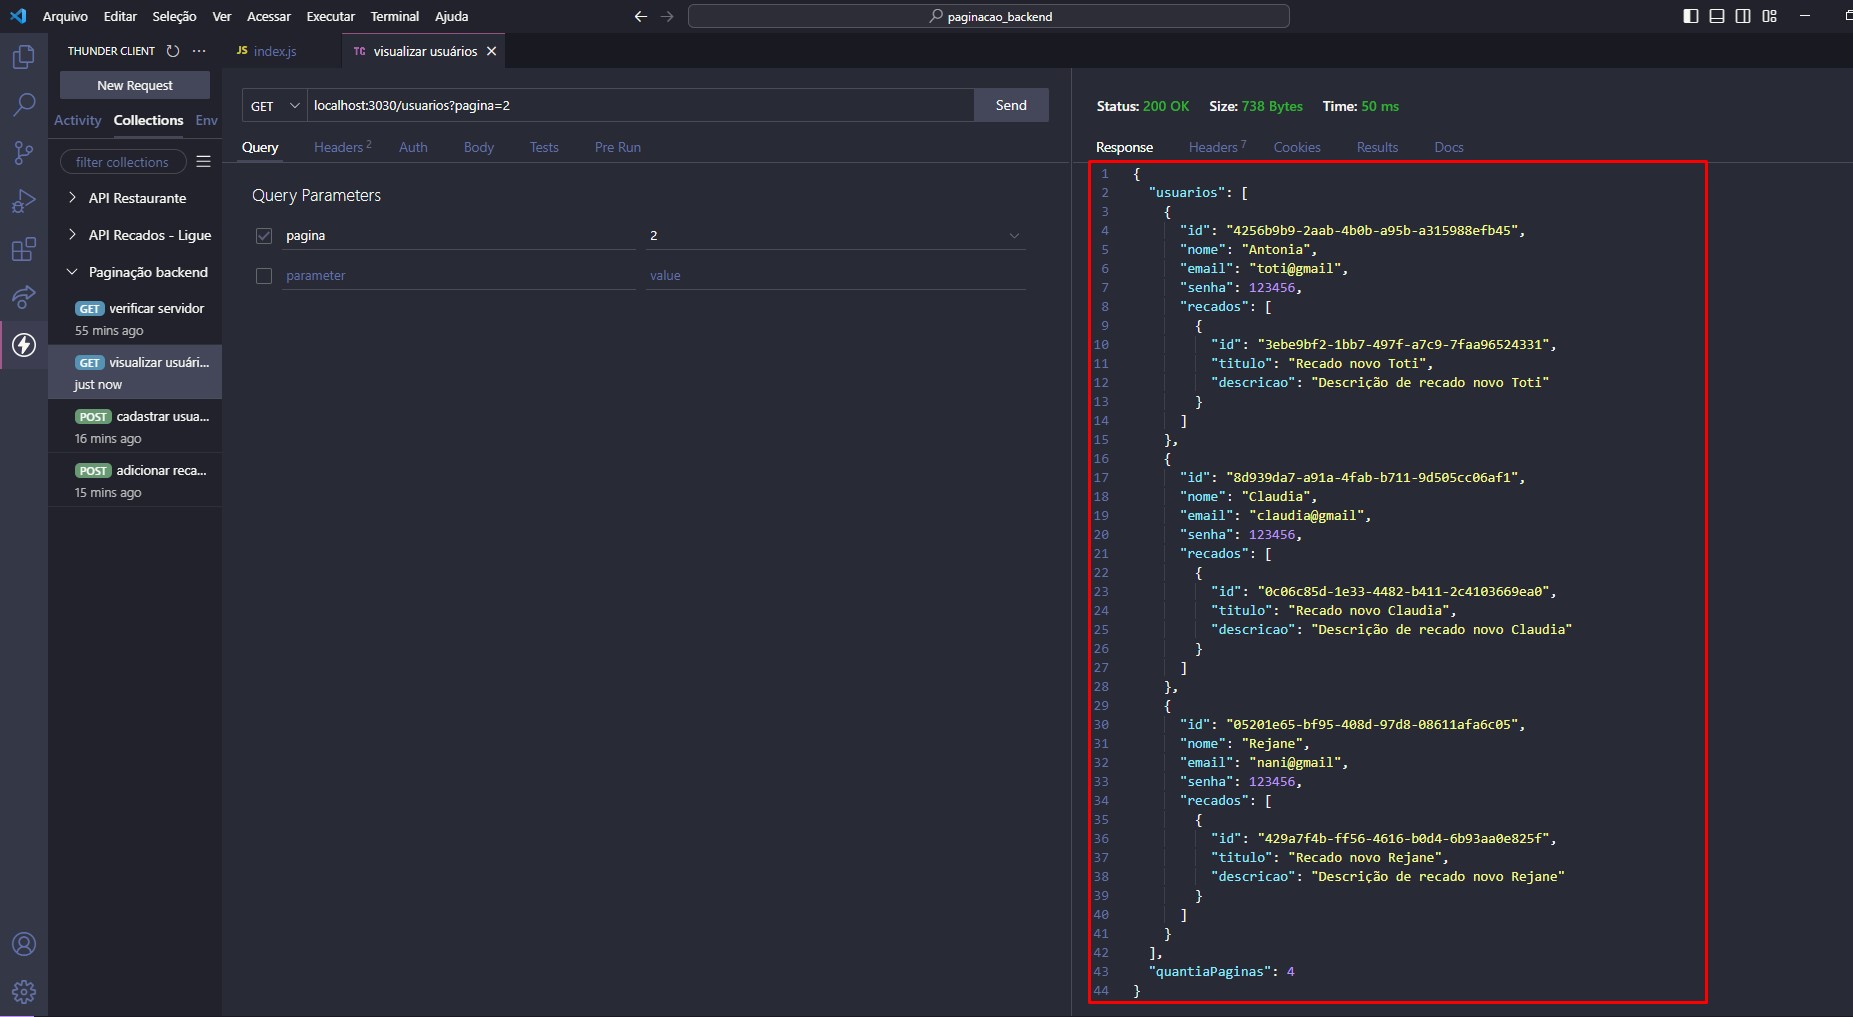 Arquivo Editar Seleção Ver Acessar Executar Terminal Ajuda
paginacao_backend
THUNDER CLIENT
JS index.js
TC visualizar usuários
New Request
Activity Collections Env
filter collections
API Restaurante
API Recados - Ligue
Paginação backend
GET verificar servidor
55 mins ago
GET visualizar usuári...
just now
POST cadastrar usua...
16 mins ago
POST adicionar reca...
15 mins ago
GET localhost:3030/usuarios?pagina=2 Send
Query Headers 2 Auth Body Tests Pre Run
Query Parameters
pagina 2
parameter value
Status: 200 OK Size: 738 Bytes Time: 50 ms
Response Headers 7 Cookies Results Docs
1 {
2 "usuarios": [
3 {
4 "id": "4256b9b9-2aab-4b0b-a95b-a315988efb45",
5 "nome": "Antonia",
6 "email": "toti@gmail",
7 "senha": 123456,
8 "recados": [
9 {
10 "id": "3ebe9bf2-1bb7-497f-a7c9-7faa96524331",
11 "titulo": "Recado novo Toti",
12 "descricao": "Descrição de recado novo Toti"
13 }
14 ]
15 },
16 {
17 "id": "8d939da7-a91a-4fab-b711-9d505cc06af1",
18 "nome": "Claudia",
19 "email": "claudia@gmail",
20 "senha": 123456,
21 "recados": [
22 {
23 "id": "0c06c85d-1e33-4482-b411-2c4103669ea0",
24 "titulo": "Recado novo Claudia",
25 "descricao": "Descrição de recado novo Claudia"
26 }
27 ]
28 },
29 {
30 "id": "05201e65-bf95-408d-97d8-08611afa6c05",
31 "nome": "Rejane",
32 "email": "nani@gmail",
33 "senha": 123456,
34 "recados": [
35 {
36 "id": "429a7f4b-ff56-4616-b0d4-6b93aa0e825f",
37 "titulo": "Recado novo Rejane",
38 "descricao": "Descrição de recado novo Rejane"
39 }
40 ]
41 }
42 ],
43 "quantiaPaginas": 4
44 }